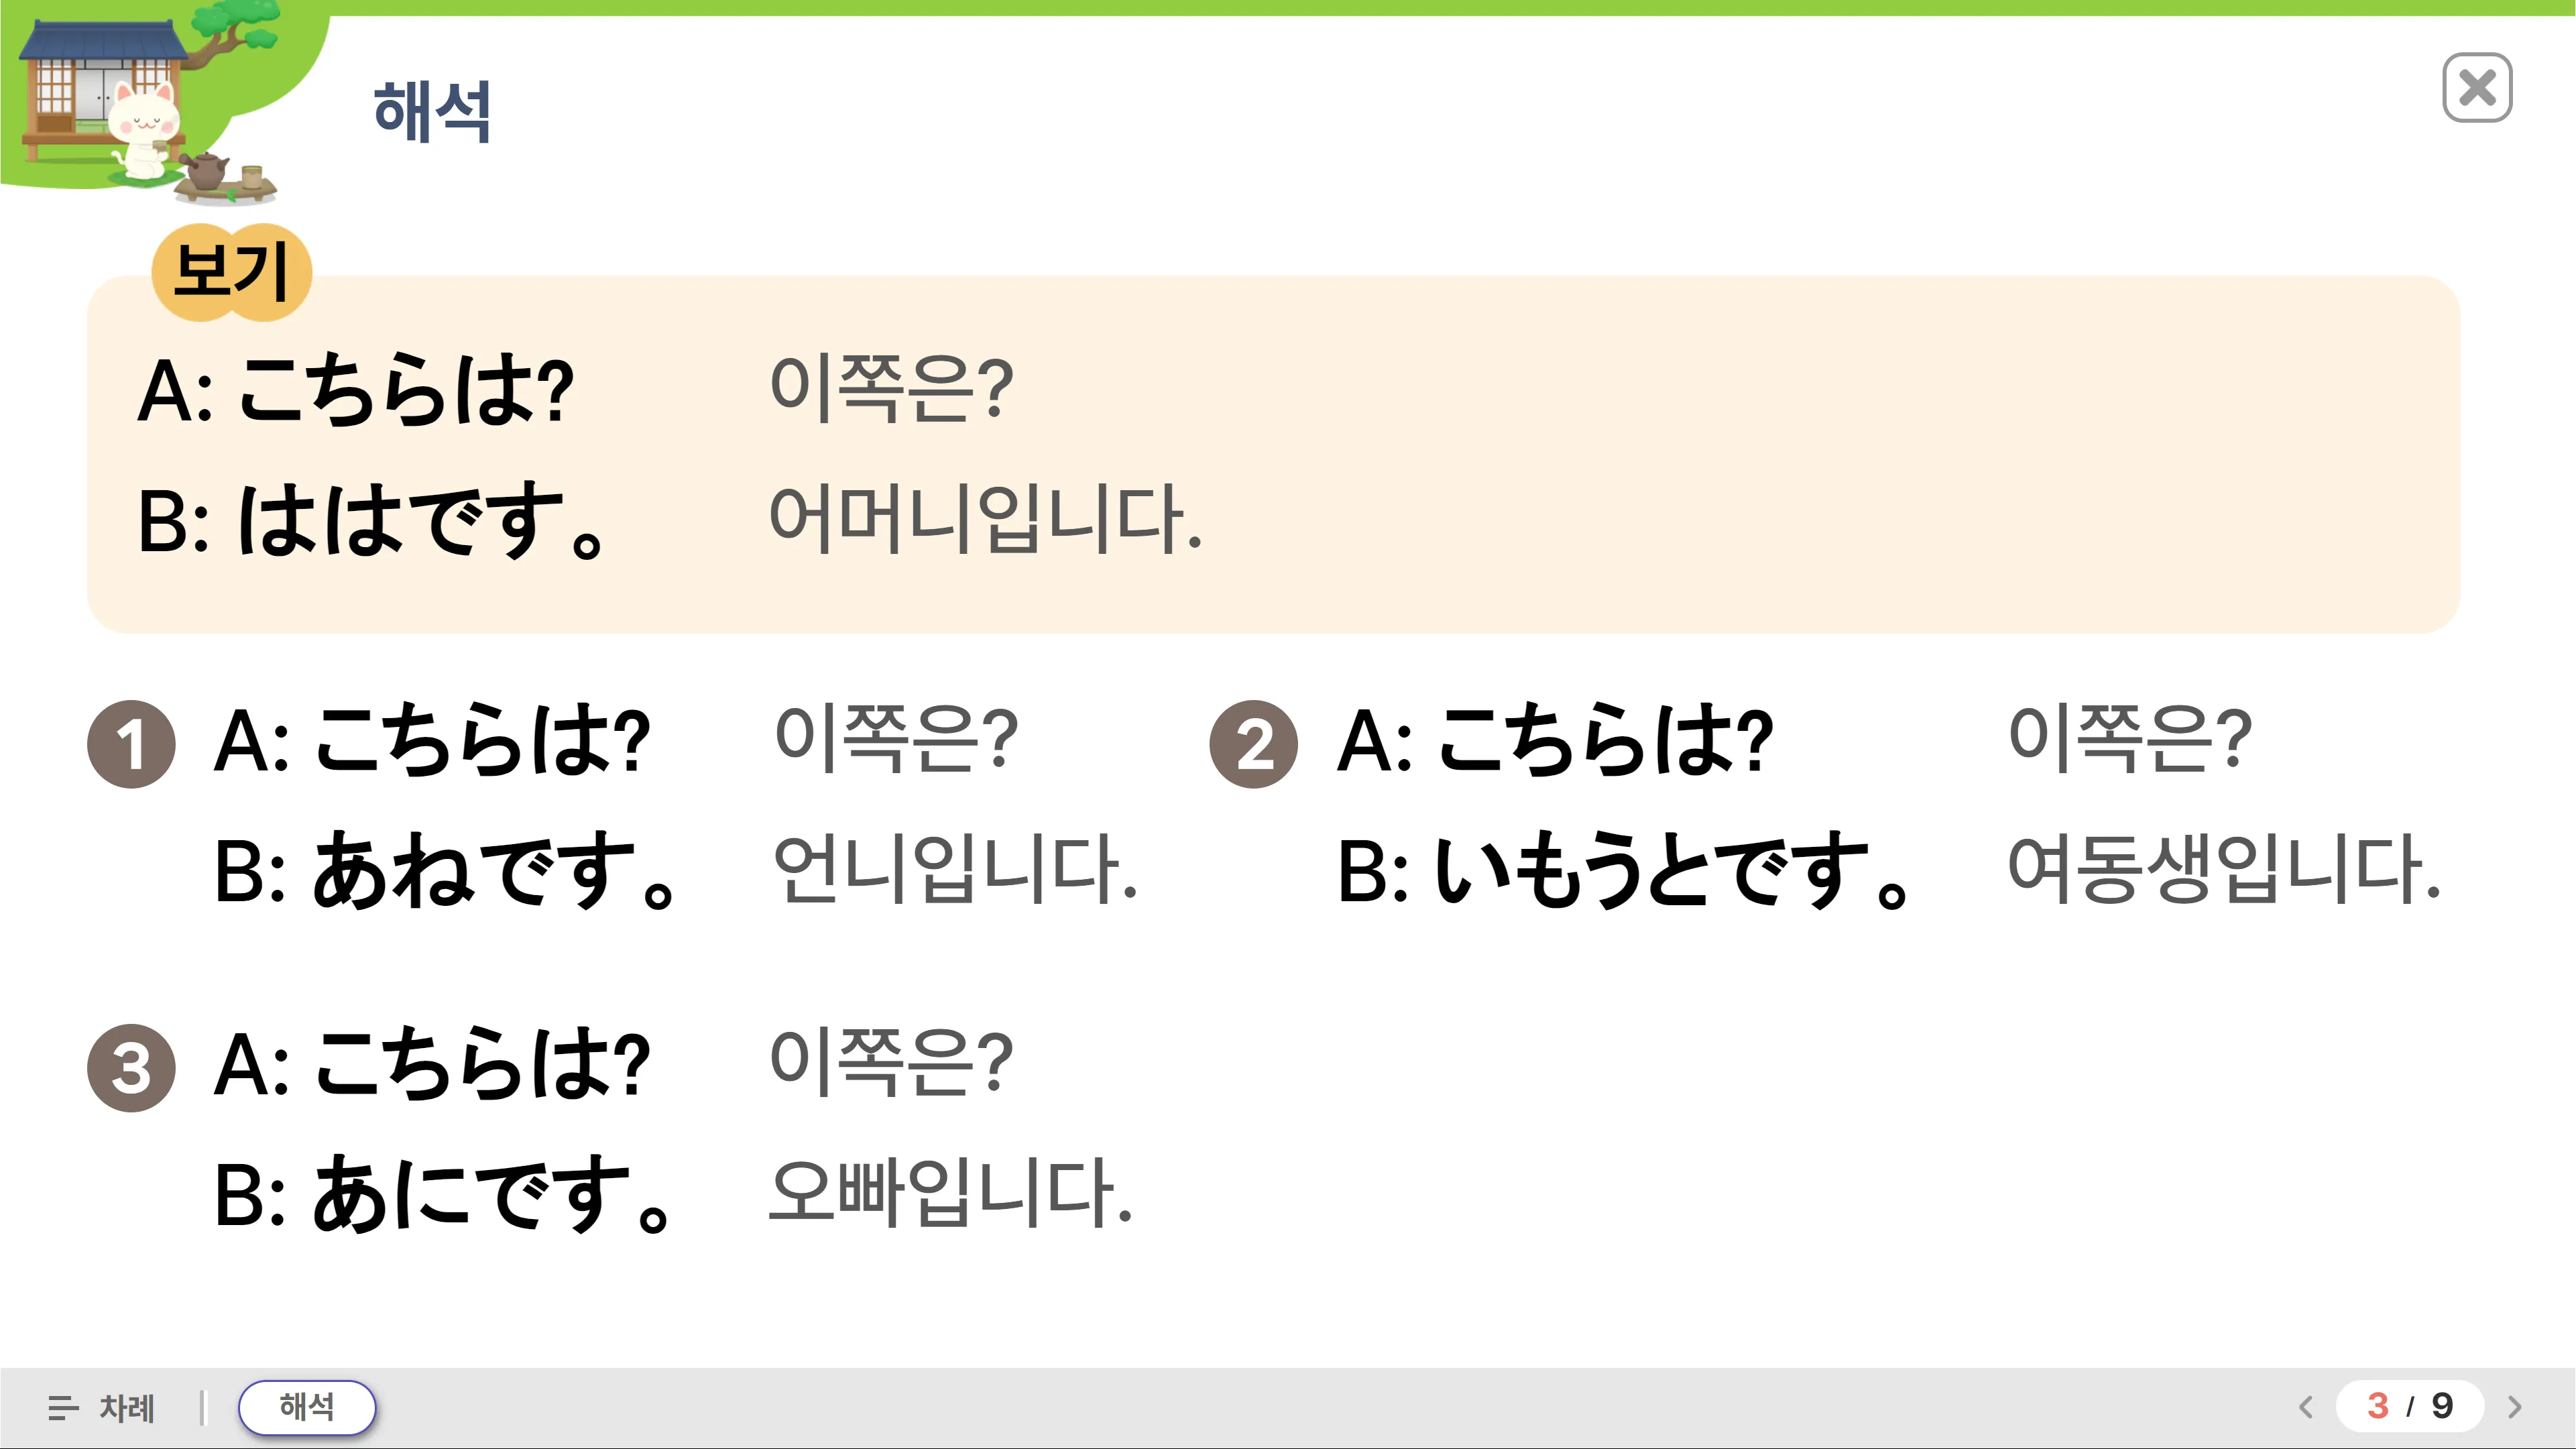 해석
보기
A: こちらは? 이쪽은?
B: ははです。 어머니입니다.
1 A: こちらは? 이쪽은?
B: あねです。 언니입니다.
2 A: こちらは? 이쪽은?
B: いもうとです。 여동생입니다.
3 A: こちらは? 이쪽은?
B: あにです。 오빠입니다.
차례 해석 3 / 9